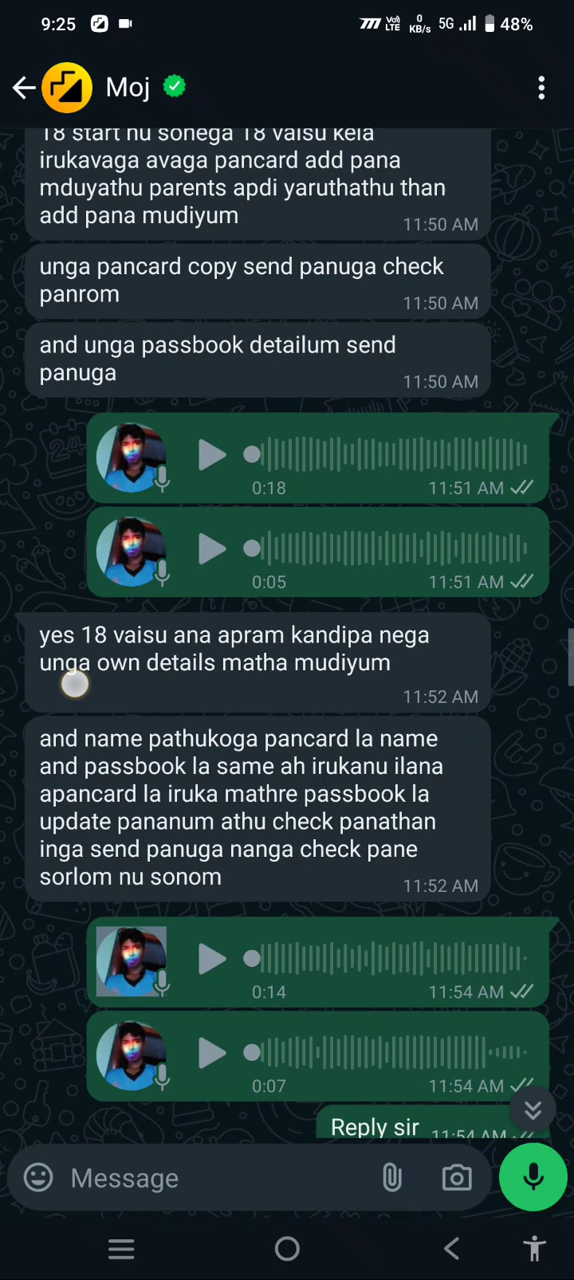 9:25
Vo) LTE
0 KB/s
5G
48%
Moj
18 start nu sonega 18 vaisu kela
irukavaga avaga pancard add pana
mduyathu parents apdi yaruthathu than
add pana mudiyum
11:50 AM
unga pancard copy send panuga check
panrom
11:50 AM
and unga passbook detailum send
panuga
11:50 AM
0:18
11:51 AM
0:05
11:51 AM
yes 18 vaisu ana apram kandipa nega
unga own details matha mudiyum
11:52 AM
and name pathukoga pancard la name
and passbook la same ah irukanu ilana
apancard la iruka mathre passbook la
update pananum athu check panathan
inga send panuga nanga check pane
sorlom nu sonom
11:52 AM
0:14
11:54 AM
0:07
11:54 AM
Reply sir
11:54 AM
Message